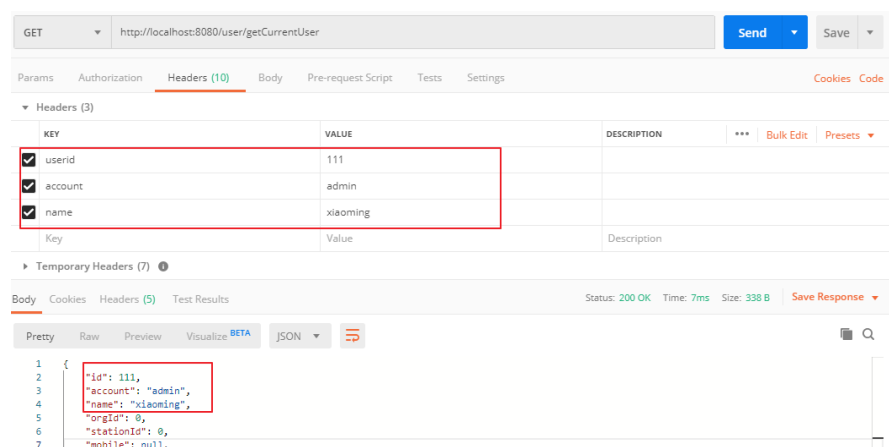 GET http://localhost:8080/user/getCurrentUser Send Save
Params Authorization Headers (10) Body Pre-request Script Tests Settings Cookies Code
Headers (3)
KEY VALUE DESCRIPTION Bulk Edit Presets
userid 111
account admin
name xiaoming
Key Value Description
Temporary Headers (7)
Body Cookies Headers (5) Test Results Status: 200 OK Time: 7ms Size: 338 B Save Response
Pretty Raw Preview Visualize BETA JSON
1 {
2 "id": 111,
3 "account": "admin",
4 "name": "xiaoming",
5 "orgId": 0,
6 "stationId": 0,
7 "mobile": null,